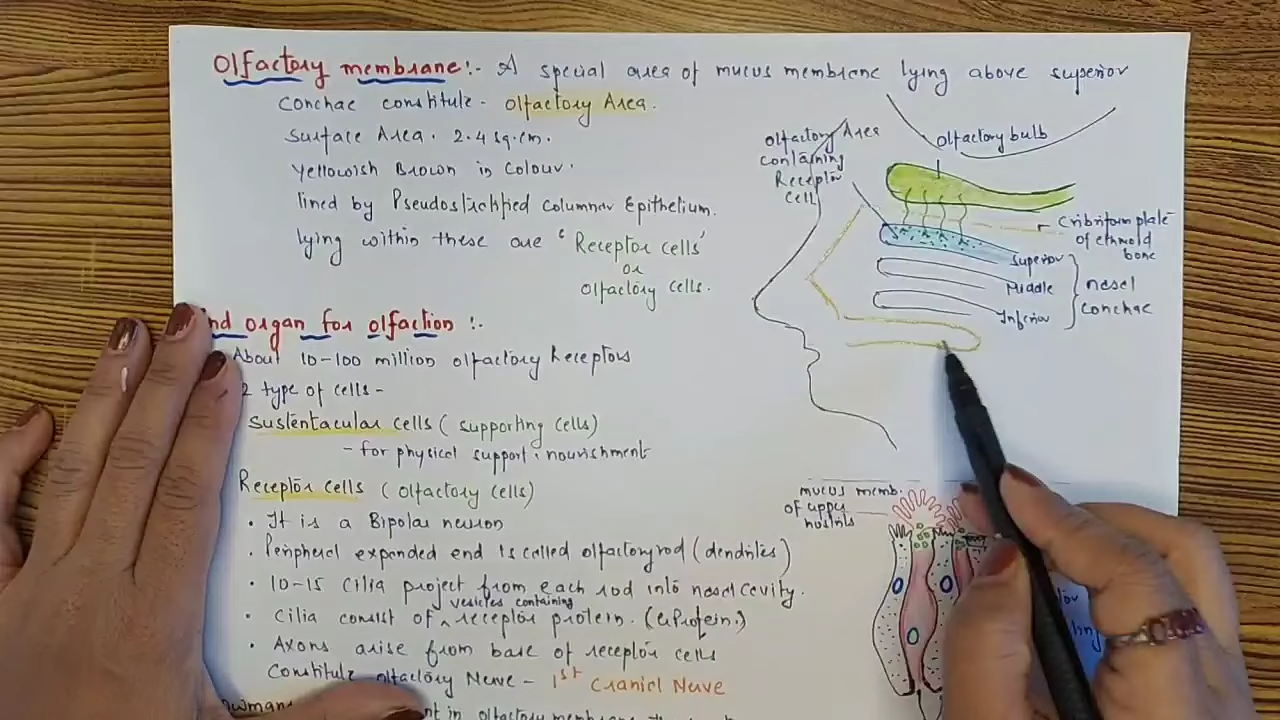 Olfactory membrane :- A special area of mucus membrane lying above superior
Conchae constitute - Olfactory Area.
Surface Area. 2.4 sq.cm.
Yellowish Brown in Colour.
lined by Pseudostratified Columnar Epithelium.
lying within these are 'Receptor cells'
or
Olfactory cells.
Olfactory Area
containing
Receptor
Cell
Olfactory bulb
Cribriform plate
of ethmoid
bone
Superior
Middle
Inferior
nasal
conchae
nd organ for olfaction :-
About 10-100 million olfactory Receptors
2 type of cells -
Sustentacular cells ( supporting cells)
- for physical support, nourishment
Receptor cells ( Olfactory cells)
• It is a Bipolar neuron
• Peripheral expanded end is called olfactory rod ( dendrites )
• 10-15 Cilia project from each rod into nasal cavity.
• Cilia consist of ^ vesicles containing receptor protein. (G Protein.)
• Axons arise from base of receptor cells
Constitute olfactory Nerve - 1st Cranial Nerve
owmans
nt in olfactory membrane
mucus memb.
of upper
nostrils